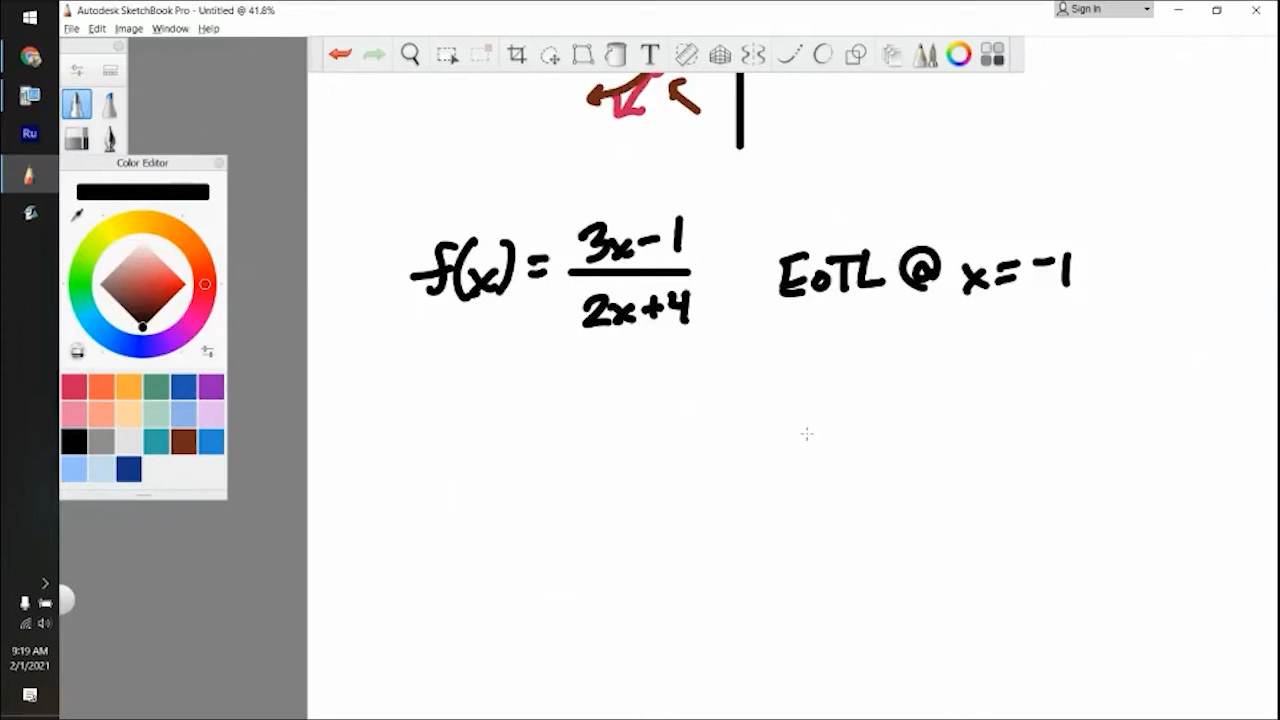 Autodesk SketchBook Pro - Untitled @ 41.8%
Sign In
File Edit Image Window Help
T
Ru
Color Editor
f(x) = 3x-1 / 2x+4 EoTL @ x = -1
9:19 AM
2/1/2021